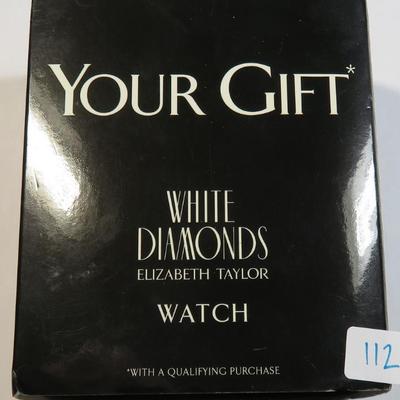 YOUR GIFT*
WHITE
DIAMONDS
ELIZABETH TAYLOR
WATCH
*WITH A QUALIFYING PURCHASE
112